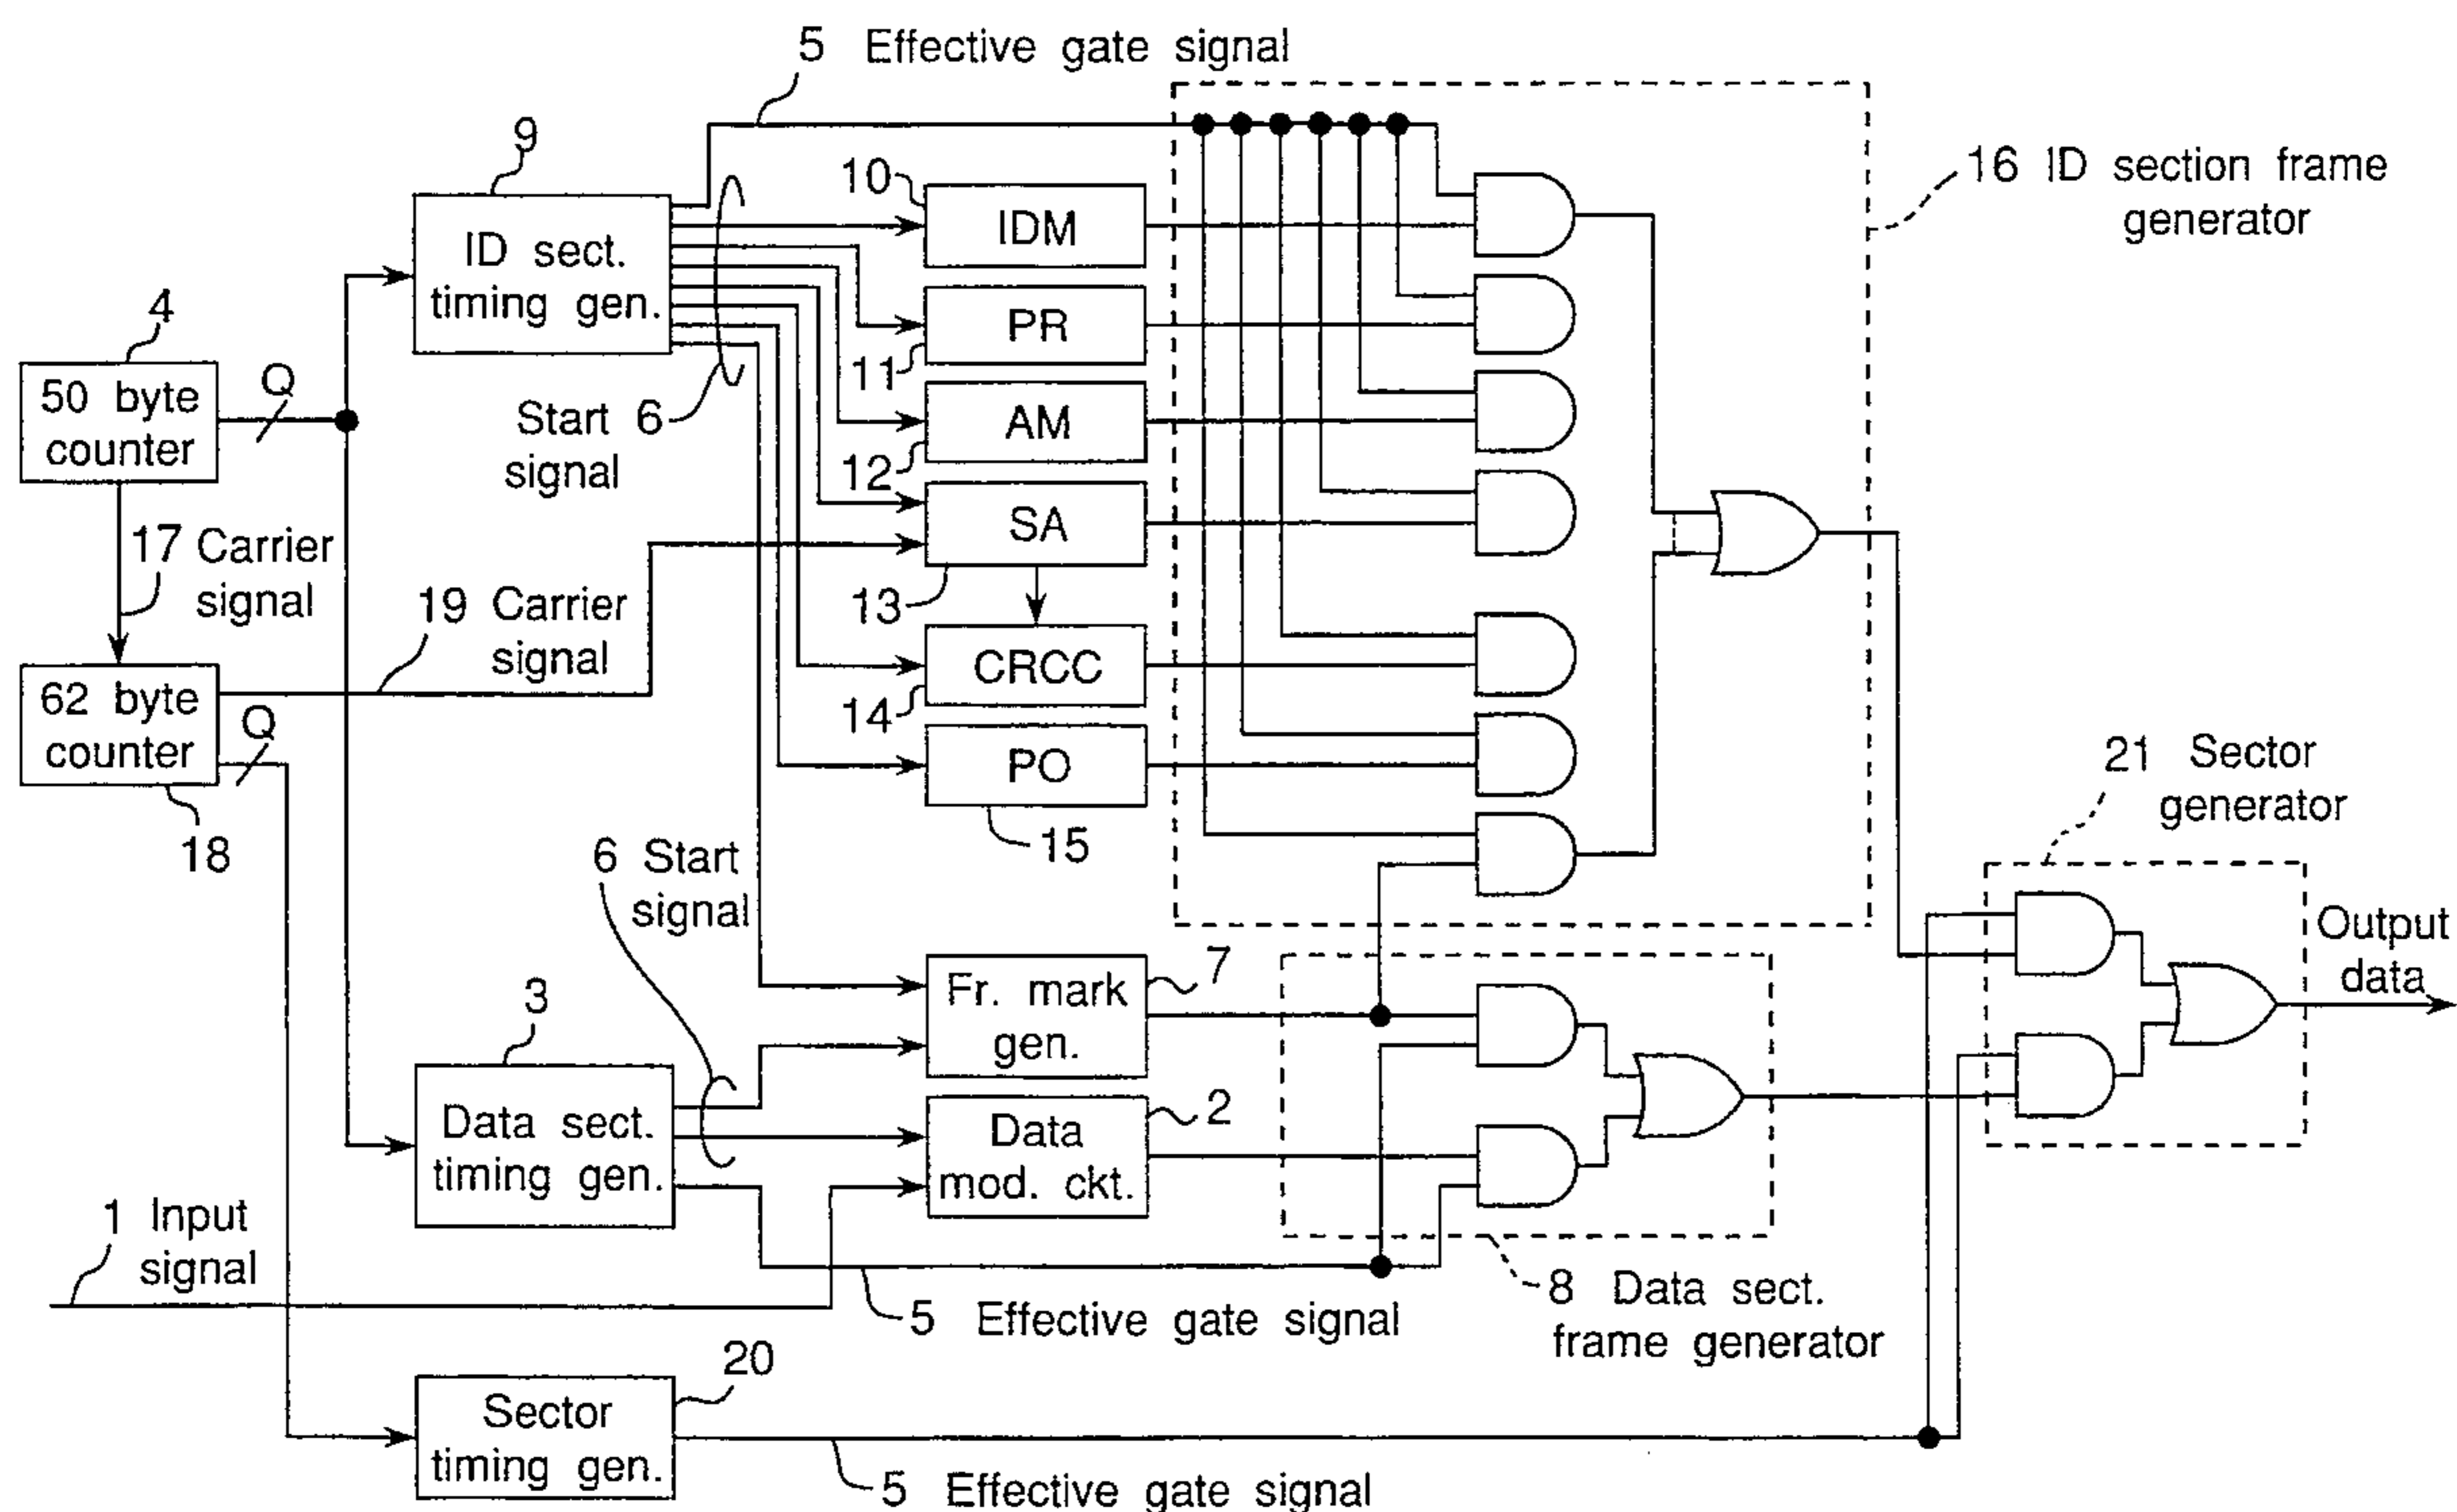 5 Effective gate signal
9
10
IDM
16 ID section frame
generator
ID sect.
timing gen.
4
PR
11
Q
50 byte
counter
Start 6
signal
AM
12
17 Carrier
signal
SA
13
19 Carrier
signal
CRCC
14
62 byte
counter
Q
18
PO
15
21 Sector
generator
6 Start
signal
Output
data
Fr. mark
gen.
7
3
Data sect.
timing gen.
Data
mod. ckt.
2
1 Input
signal
5 Effective gate signal
8 Data sect.
frame generator
20
Sector
timing gen.
5 Effective gate signal